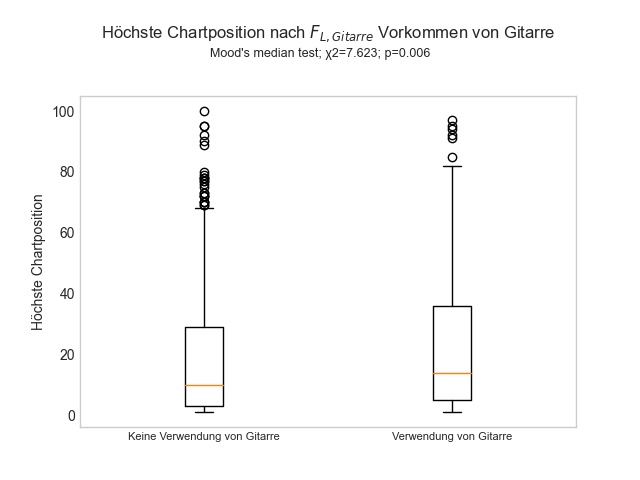 Höchste Chartposition nach F_{L, Gitarre} Vorkommen von Gitarre
Mood's median test; χ2=7.623; p=0.006
100
80
60
40
20
0
Höchste Chartposition
Keine Verwendung von Gitarre
Verwendung von Gitarre